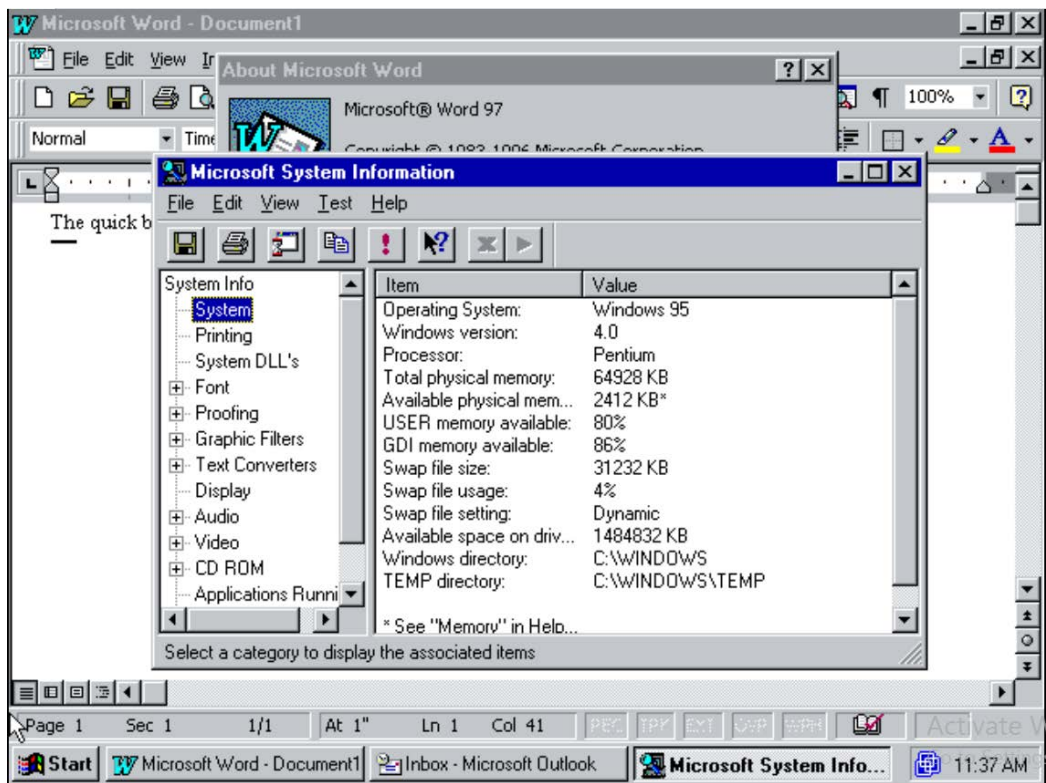 Microsoft Word - Document1
File Edit View
About Microsoft Word
Microsoft® Word 97
100%
Normal
Copyright © 1983-1996 Microsoft Corporation
Microsoft System Information
File Edit View Test Help
The quick
System Info
System
Printing
System DLL's
Font
Proofing
Graphic Filters
Text Converters
Display
Audio
Video
CD ROM
Applications Runni
Item Value
Operating System: Windows 95
Windows version: 4.0
Processor: Pentium
Total physical memory: 64928 KB
Available physical mem... 2412 KB*
USER memory available: 80%
GDI memory available: 86%
Swap file size: 31232 KB
Swap file usage: 4%
Swap file setting: Dynamic
Available space on driv... 1484832 KB
Windows directory: C:\WINDOWS
TEMP directory: C:\WINDOWS\TEMP
* See "Memory" in Help...
Select a category to display the associated items
Page 1 Sec 1 1/1 At 1" Ln 1 Col 41 REC TRK EXT OVR WPH
Activate
Start Microsoft Word - Document1 Inbox - Microsoft Outlook Microsoft System Info... 11:37 AM